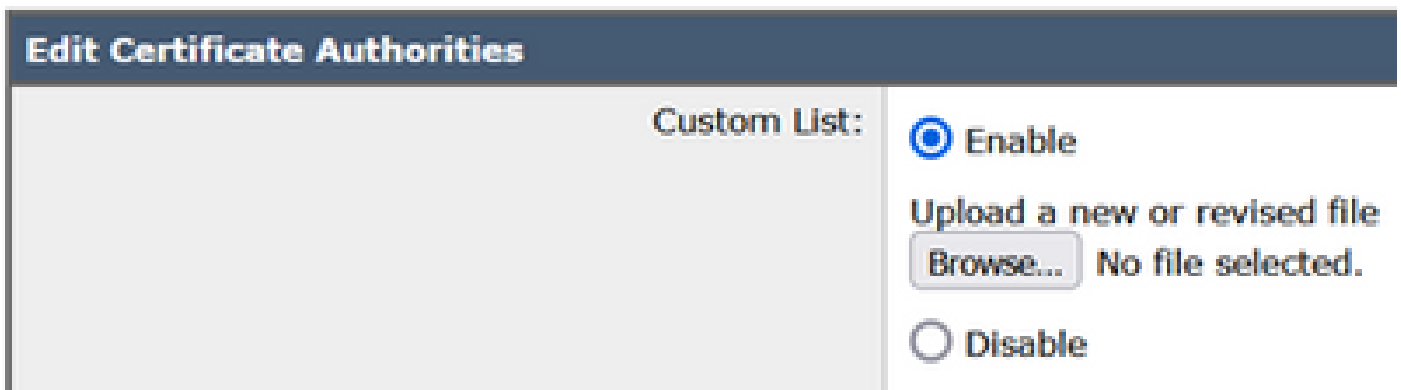 Edit Certificate Authorities
Custom List:
Enable
Upload a new or revised file
Browse... No file selected.
Disable